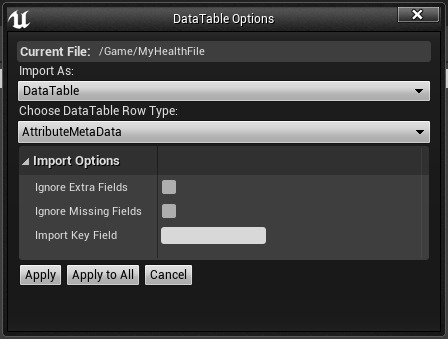 DataTable Options
Current File: /Game/MyHealthFile
Import As:
DataTable
Choose DataTable Row Type:
AttributeMetaData
Import Options
Ignore Extra Fields
Ignore Missing Fields
Import Key Field
Apply Apply to All Cancel